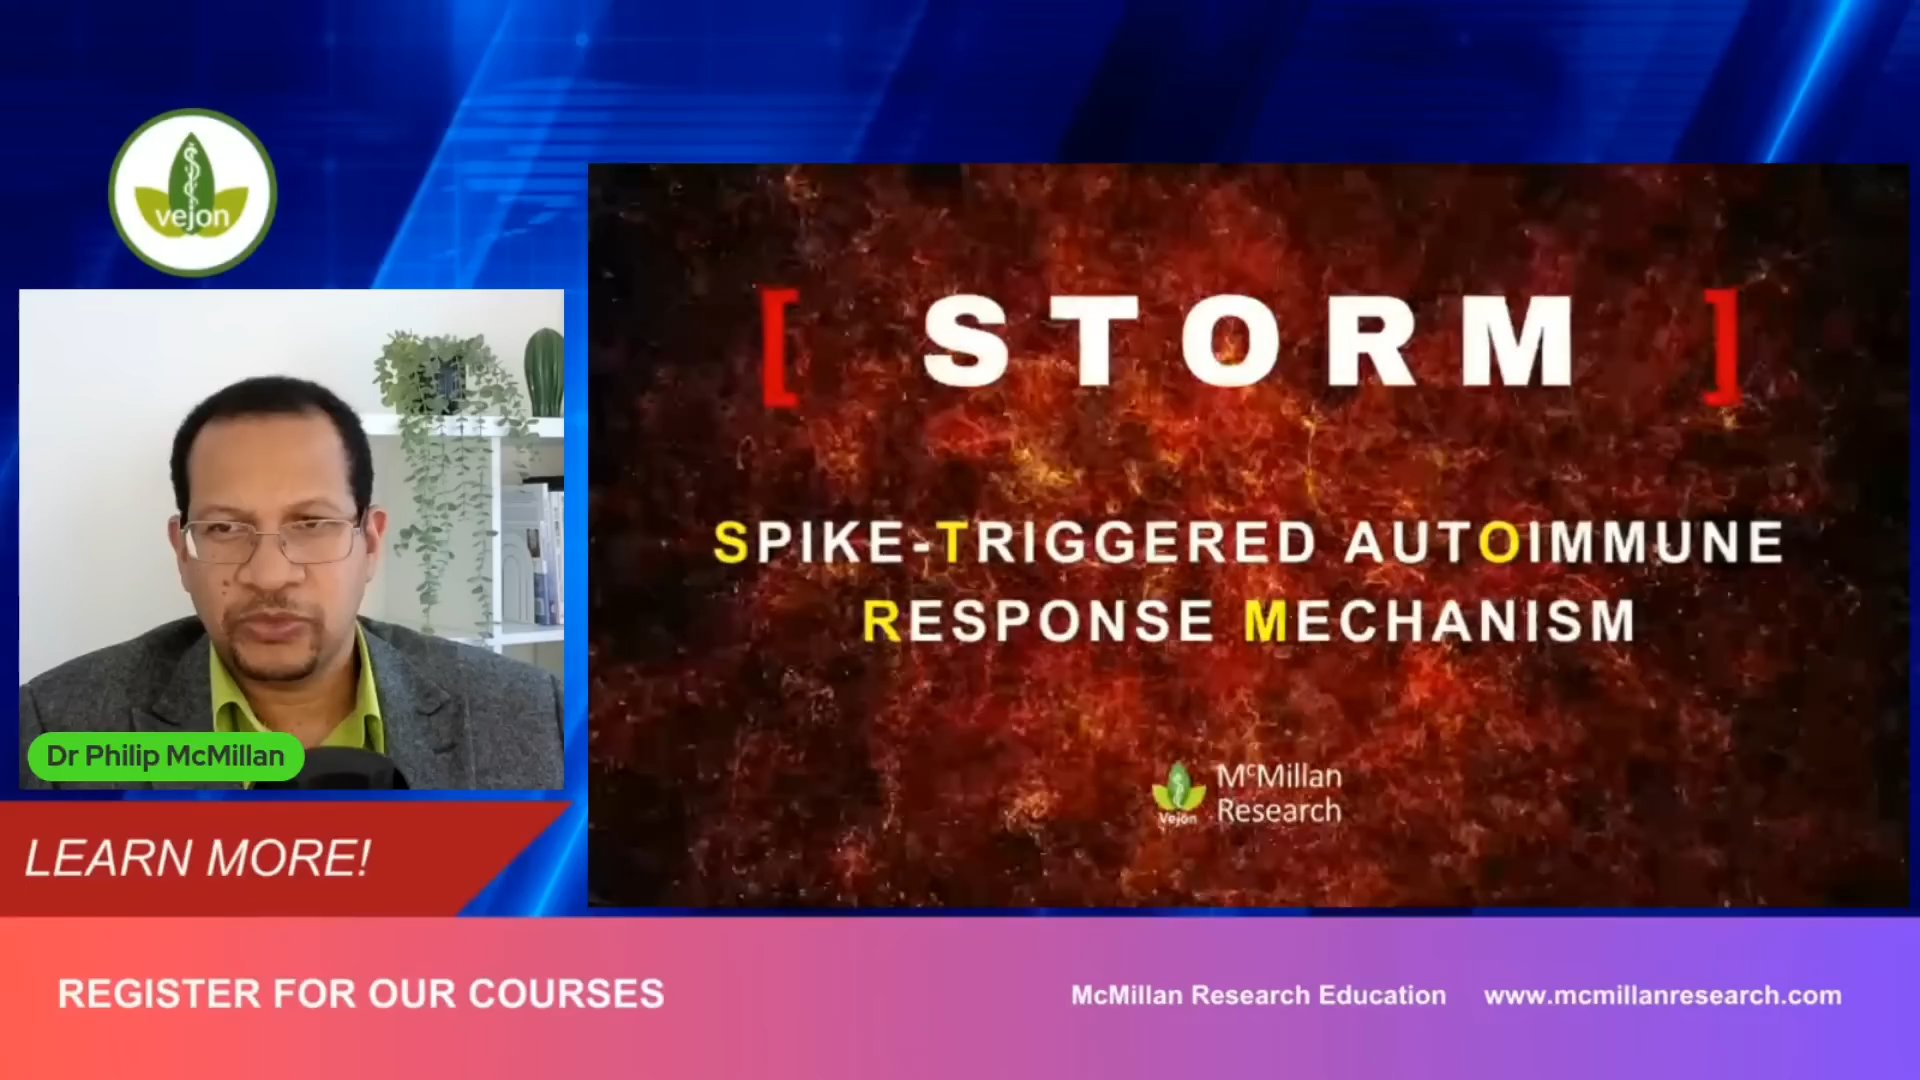 vejon
Dr Philip McMillan
LEARN MORE!
[ STORM ]
SPIKE-TRIGGERED AUTOIMMUNE
RESPONSE MECHANISM
Vejon
McMillan
Research
REGISTER FOR OUR COURSES
McMillan Research Education www.mcmillanresearch.com